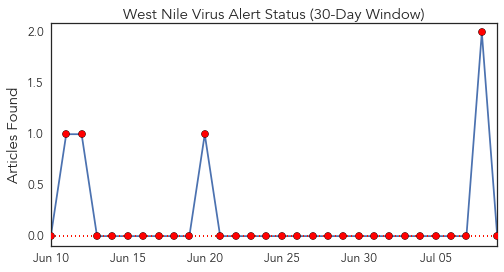 West Nile Virus Alert Status (30-Day Window)
Articles Found
2.0
1.5
1.0
0.5
0.0
Jun 10 Jun 15 Jun 20 Jun 25 Jun 30 Jul 05